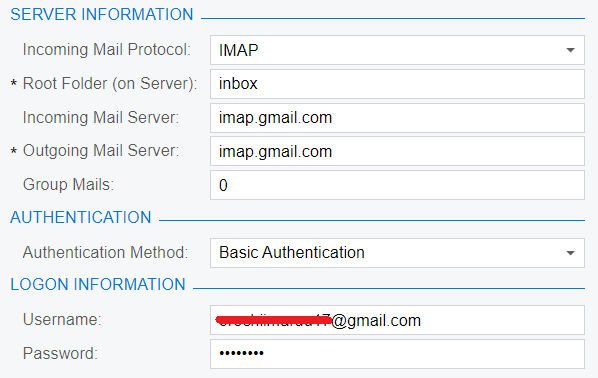 SERVER INFORMATION
Incoming Mail Protocol: IMAP
* Root Folder (on Server): inbox
Incoming Mail Server: imap.gmail.com
* Outgoing Mail Server: imap.gmail.com
Group Mails: 0
AUTHENTICATION
Authentication Method: Basic Authentication
LOGON INFORMATION
Username: @gmail.com
Password: ••••••••